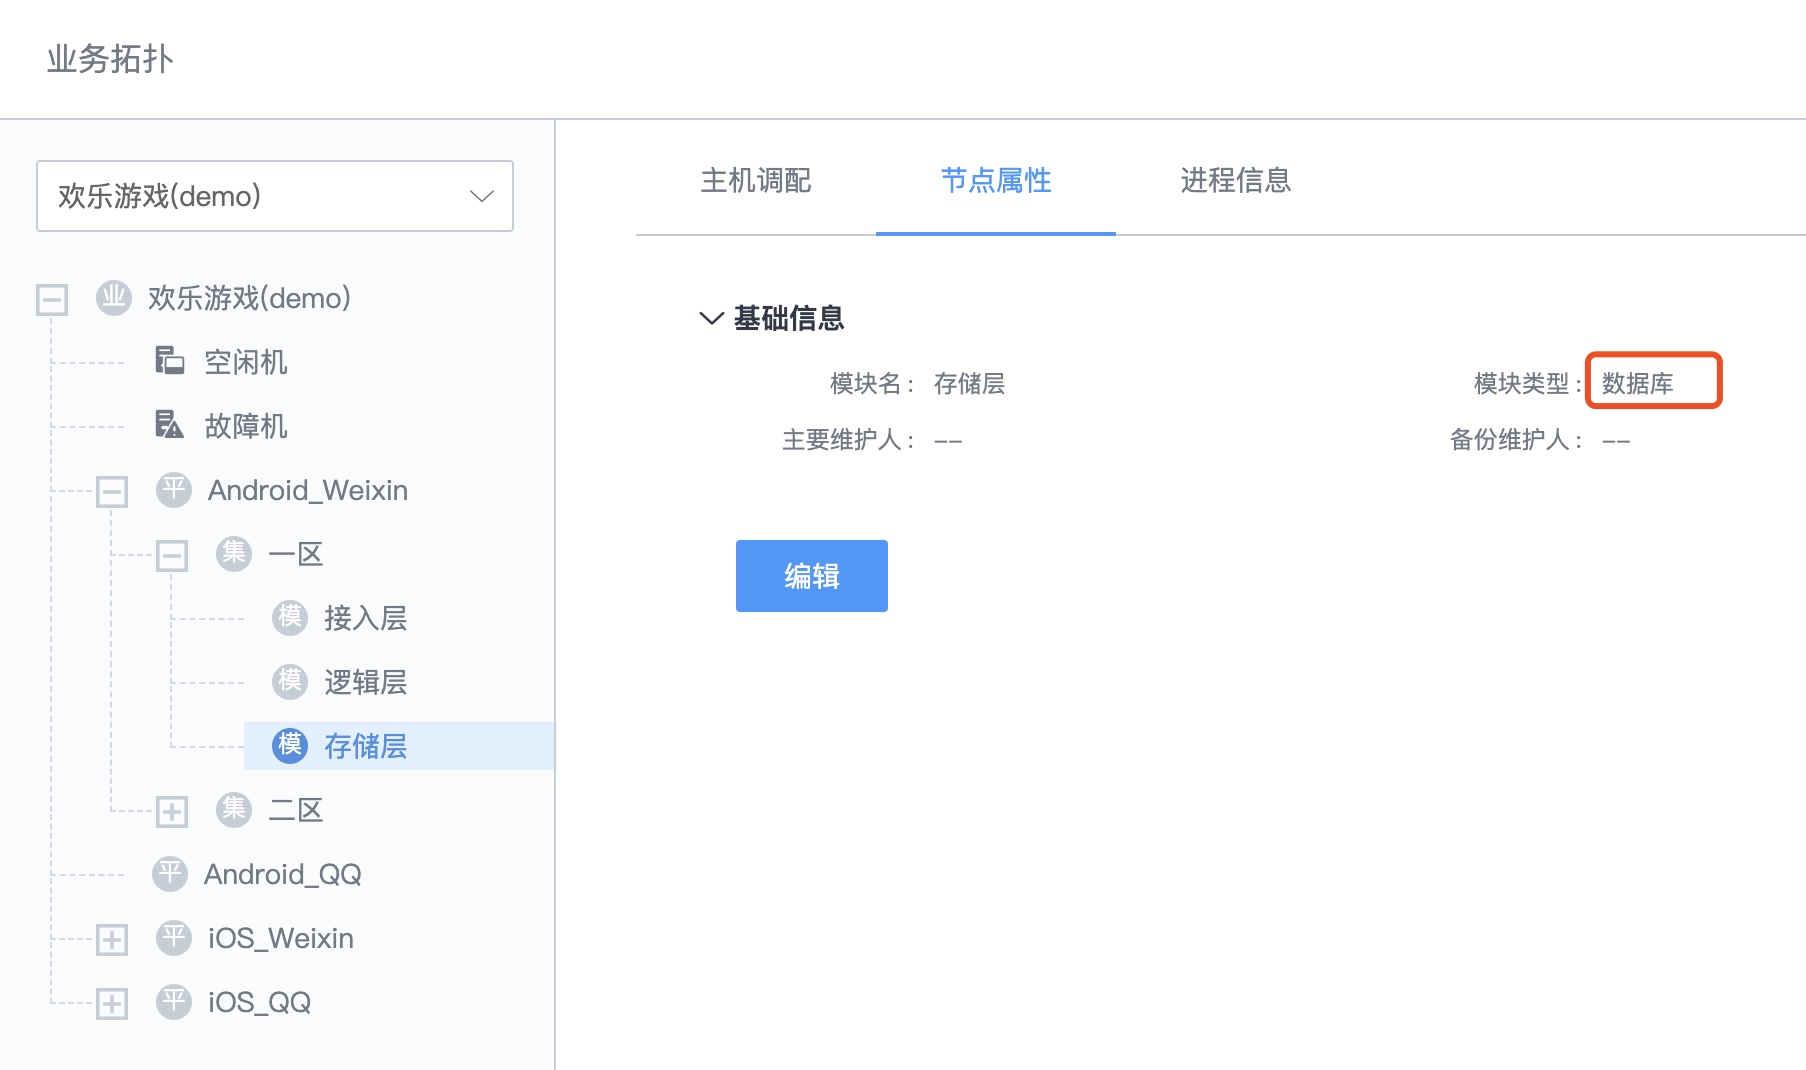 业务拓扑
欢乐游戏(demo)
业 欢乐游戏(demo)
空闲机
故障机
平 Android_Weixin
集 一区
模 接入层
模 逻辑层
模 存储层
集 二区
平 Android_QQ
平 iOS_Weixin
平 iOS_QQ
主机调配 节点属性 进程信息
基础信息
模块名： 存储层 模块类型： 数据库
主要维护人： -- 备份维护人： --
编辑